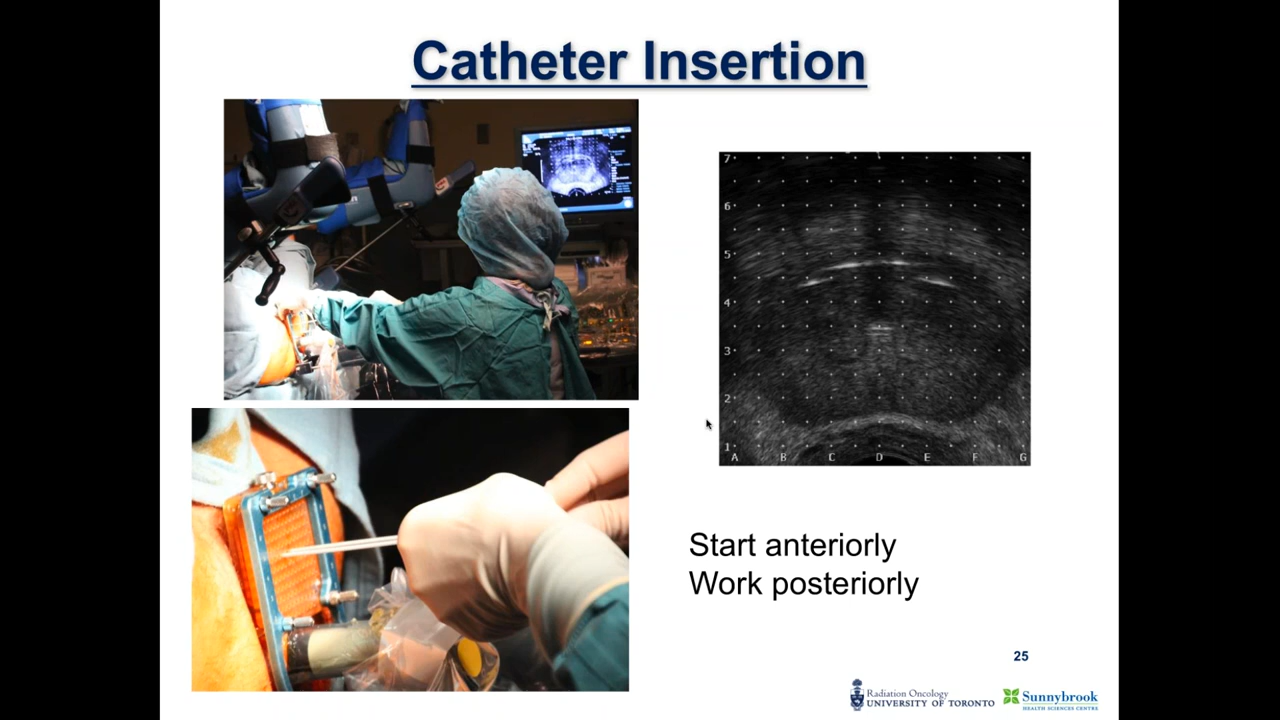 Catheter Insertion
7
6
5
4
3
2
1
A B C D E F G
Start anteriorly
Work posteriorly
25
Radiation Oncology
UNIVERSITY OF TORONTO
Sunnybrook
HEALTH SCIENCES CENTRE